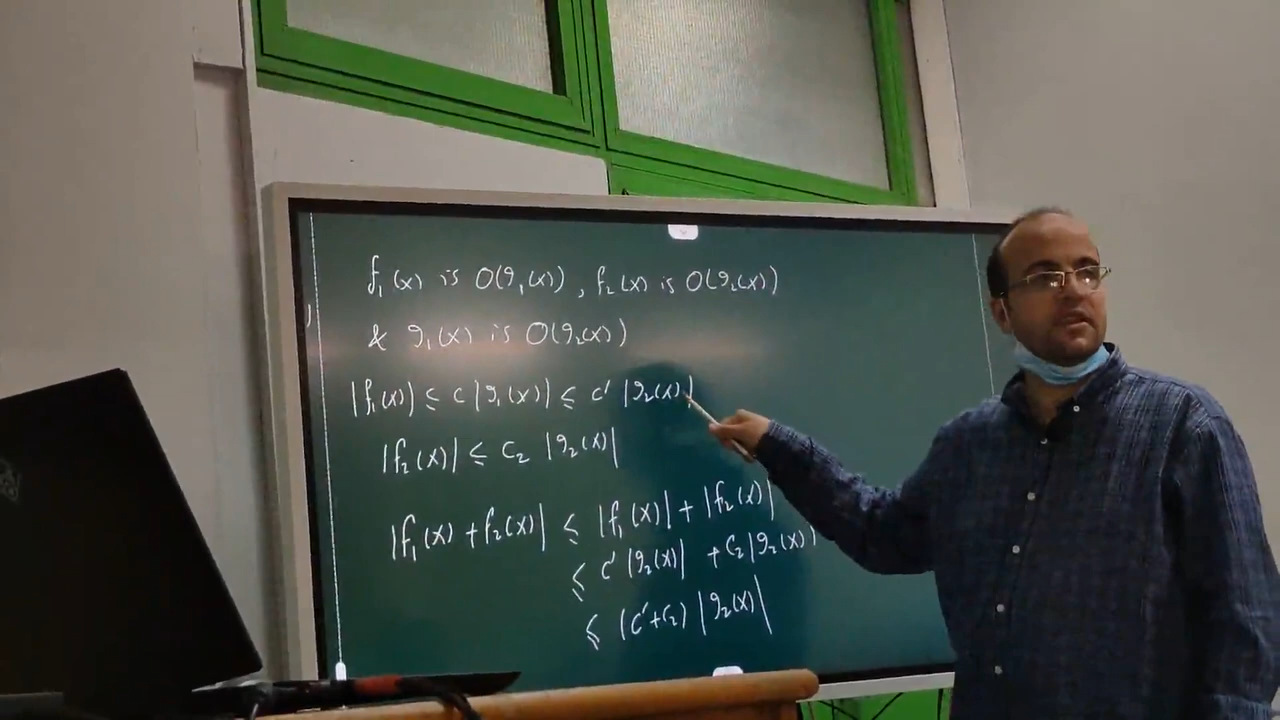 f₁(x) is O(g₁(x)), f₂(x) is O(g₂(x))
& g₁(x) is O(g₂(x))
|f₁(x)| ≤ c |g₁(x)| ≤ c' |g₂(x)|
|f₂(x)| ≤ c₂ |g₂(x)|
|f₁(x) + f₂(x)| ≤ |f₁(x)| + |f₂(x)|
≤ c' |g₂(x)| + c₂ |g₂(x)|
≤ (c'+c₂) |g₂(x)|